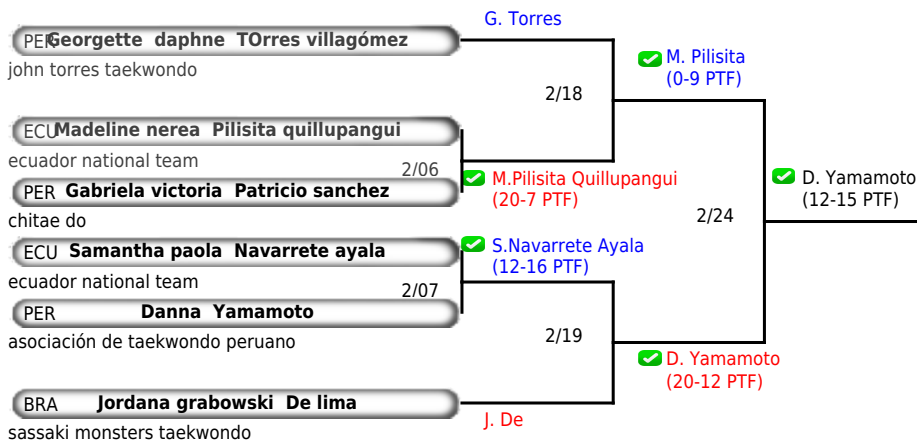 G. Torres
PER Georgette daphne TOrres villagómez
john torres taekwondo
M. Pilisita
(0-9 PTF)
2/18
ECU Madeline nerea Pilisita quillupangui
ecuador national team
2/06
M.Pilisita Quillupangui
(20-7 PTF)
PER Gabriela victoria Patricio sanchez
chitae do
D. Yamamoto
(12-15 PTF)
2/24
ECU Samantha paola Navarrete ayala
ecuador national team
S.Navarrete Ayala
(12-16 PTF)
2/07
PER Danna Yamamoto
asociación de taekwondo peruano
2/19
D. Yamamoto
(20-12 PTF)
BRA Jordana grabowski De lima
sassaki monsters taekwondo
J. De